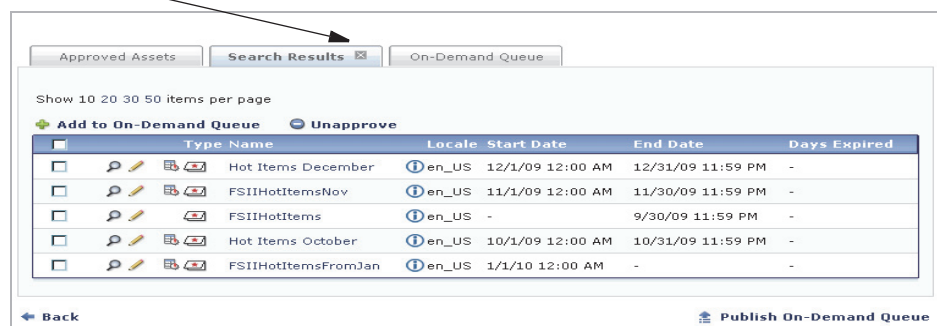 Approved Assets Search Results On-Demand Queue
Show 10 20 30 50 items per page
Add to On-Demand Queue Unapprove
Type Name Locale Start Date End Date Days Expired
Hot Items December en_US 12/1/09 12:00 AM 12/31/09 11:59 PM -
FSIIHotItemsNov en_US 11/1/09 12:00 AM 11/30/09 11:59 PM -
FSIIHotItems en_US - 9/30/09 11:59 PM -
Hot Items October en_US 10/1/09 12:00 AM 10/31/09 11:59 PM -
FSIIHotItemsFromJan en_US 1/1/10 12:00 AM - -
Back Publish On-Demand Queue